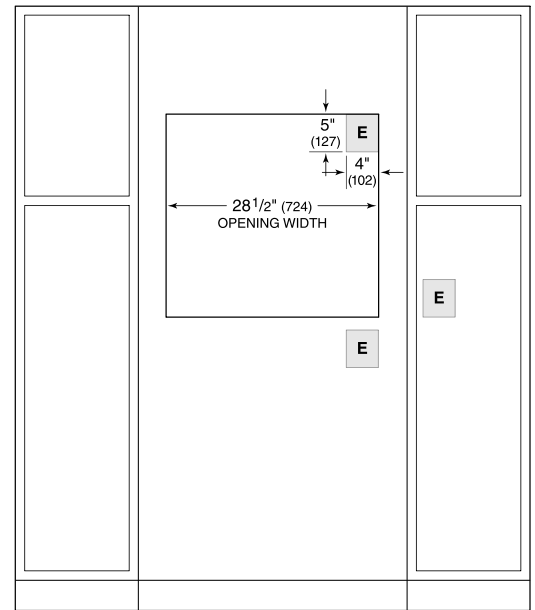 5"
(127)
E
4"
(102)
28 1/2" (724)
OPENING WIDTH
E
E